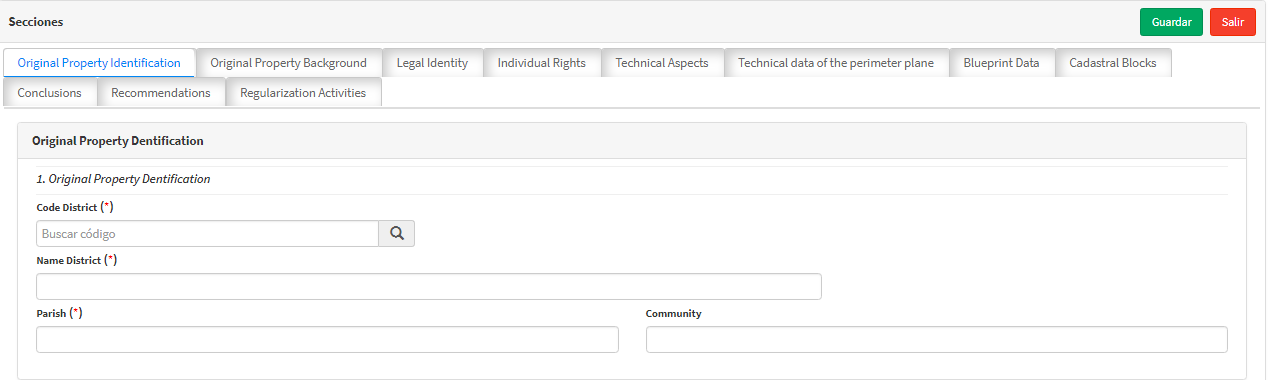 Secciones Guardar Salir
Original Property Identification Original Property Background Legal Identity Individual Rights Technical Aspects Technical data of the perimeter plane Blueprint Data Cadastral Blocks
Conclusions Recommendations Regularization Activities
Original Property Dentification
1. Original Property Dentification
Code District (*)
Buscar código
Name District (*)
Parish (*) Community